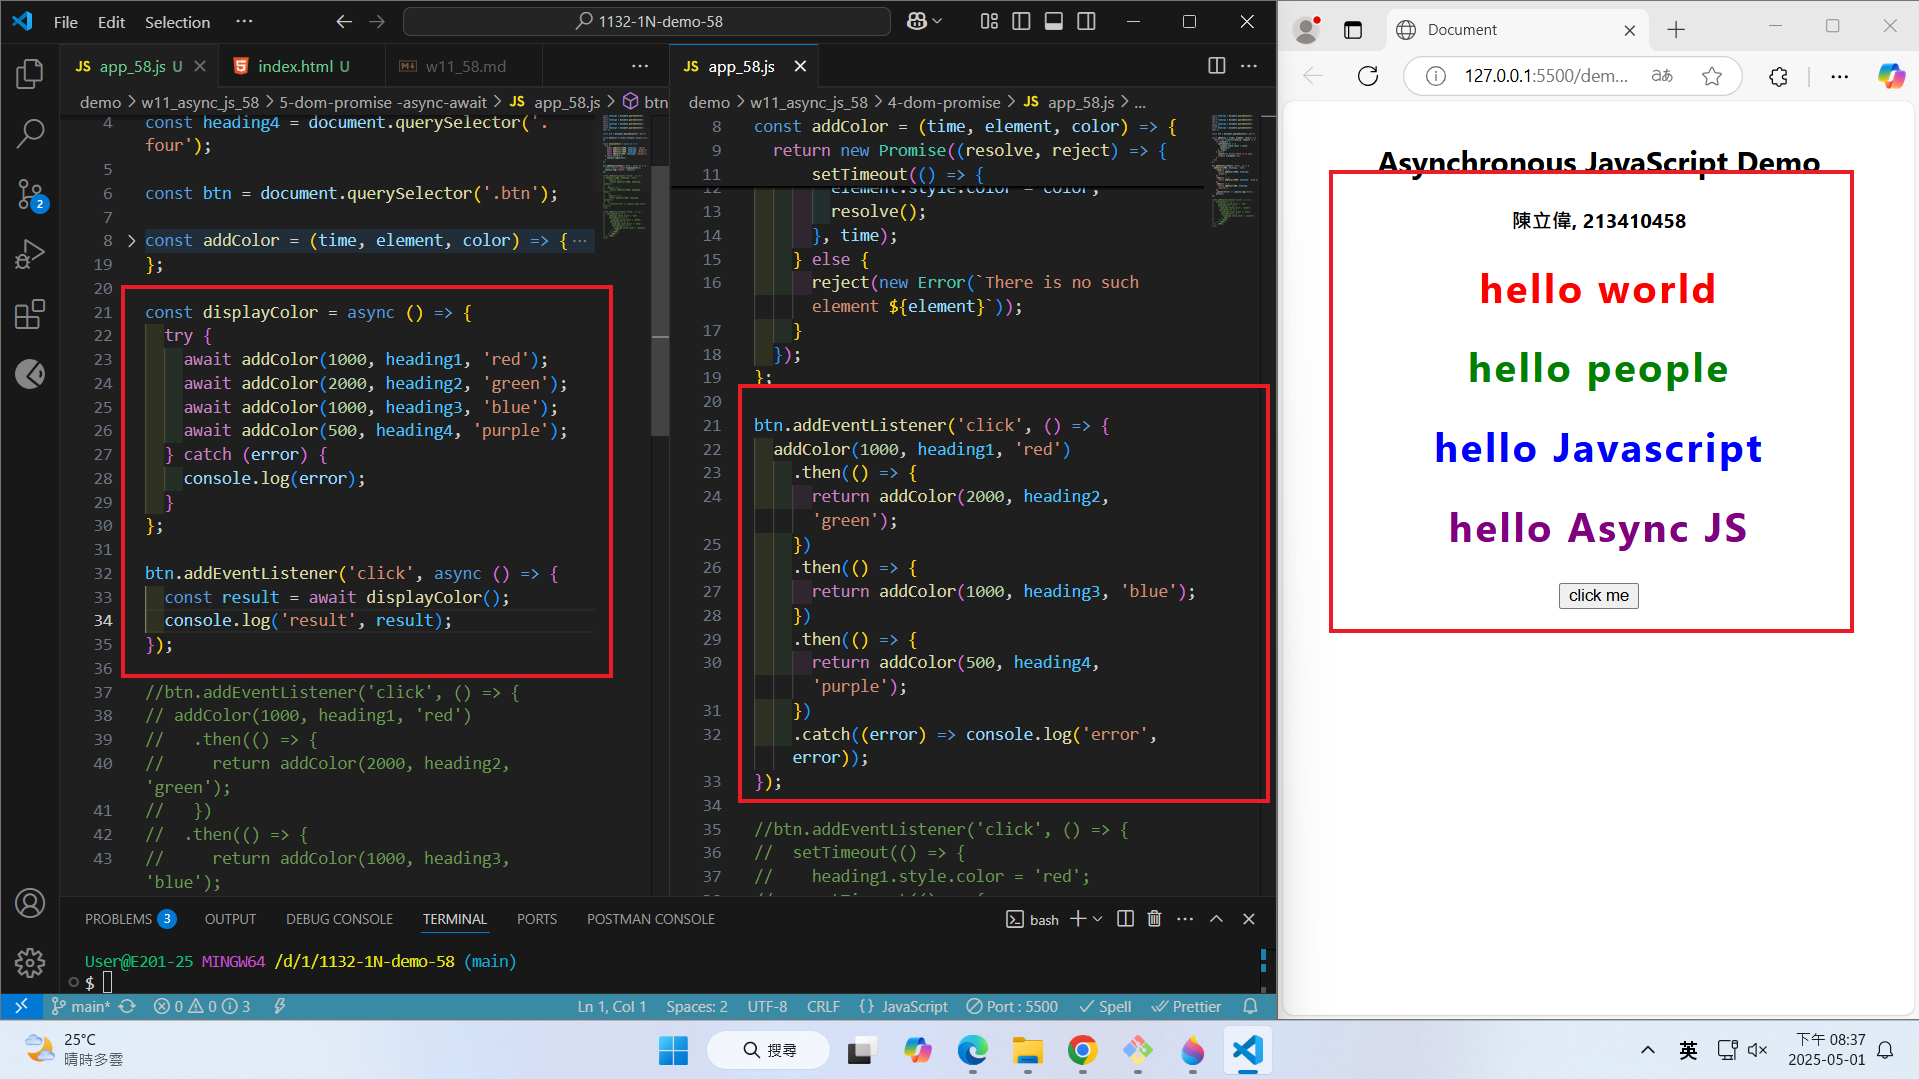 File Edit Selection ··· 1132-1N-demo-58
JS app_58.js U index.html U w11_58.md ···
demo > w11_async_js_58 > 5-dom-promise -async-await > JS app_58.js > btn
4 const heading4 = document.querySelector('.
four');
5
6 const btn = document.querySelector('.btn');
7
8 const addColor = (time, element, color) => {···
19 };
20
21 const displayColor = async () => {
22 try {
23 await addColor(1000, heading1, 'red');
24 await addColor(2000, heading2, 'green');
25 await addColor(1000, heading3, 'blue');
26 await addColor(500, heading4, 'purple');
27 } catch (error) {
28 console.log(error);
29 }
30 };
31
32 btn.addEventListener('click', async () => {
33 const result = await displayColor();
34 console.log('result', result);
35 });
36
37 //btn.addEventListener('click', () => {
38 // addColor(1000, heading1, 'red')
39 // .then(() => {
40 // return addColor(2000, heading2,
'green');
41 // })
42 // .then(() => {
43 // return addColor(1000, heading3,
'blue');
JS app_58.js ···
demo > w11_async_js_58 > 4-dom-promise > JS app_58.js > ...
8 const addColor = (time, element, color) => {
9 return new Promise((resolve, reject) => {
11 setTimeout(() => {
12 element.style.color = color;
13 resolve();
14 }, time);
15 } else {
16 reject(new Error(`There is no such
element ${element}`));
17 }
18 });
19 };
20
21 btn.addEventListener('click', () => {
22 addColor(1000, heading1, 'red')
23 .then(() => {
24 return addColor(2000, heading2,
'green');
25 })
26 .then(() => {
27 return addColor(1000, heading3, 'blue');
28 })
29 .then(() => {
30 return addColor(500, heading4,
'purple');
31 })
32 .catch((error) => console.log('error',
error));
33 });
34
35 //btn.addEventListener('click', () => {
36 // setTimeout(() => {
37 // heading1.style.color = 'red';
PROBLEMS 3 OUTPUT DEBUG CONSOLE TERMINAL PORTS POSTMAN CONSOLE bash
User@E201-25 MINGW64 /d/1/1132-1N-demo-58 (main)
$
main* 0 0 3 Ln 1, Col 1 Spaces: 2 UTF-8 CRLF {} JavaScript Port : 5500 Spell Prettier
2
Document
127.0.0.1:5500/dem... aあ
Asynchronous JavaScript Demo
陳立偉, 213410458
hello world
hello people
hello Javascript
hello Async JS
click me
25°C
晴時多雲
搜尋
英
下午 08:37
2025-05-01